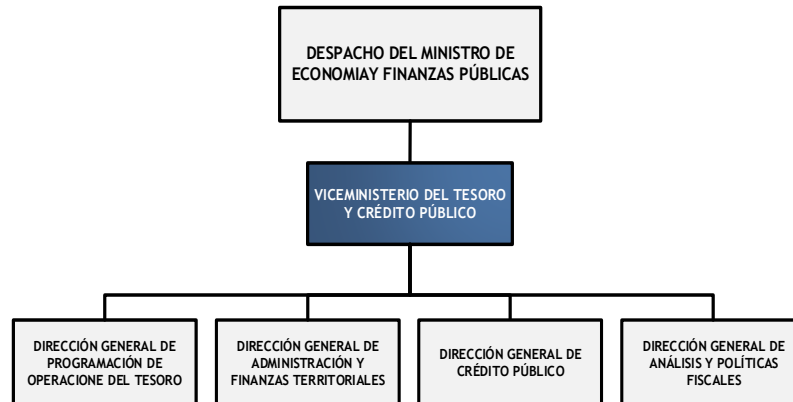 DESPACHO DEL MINISTRO DE
ECONOMIAY FINANZAS PÚBLICAS
VICEMINISTERIO DEL TESORO
Y CRÉDITO PÚBLICO
DIRECCIÓN GENERAL DE
PROGRAMACIÓN DE
OPERACIONE DEL TESORO
DIRECCIÓN GENERAL DE
ADMINISTRACIÓN Y
FINANZAS TERRITORIALES
DIRECCIÓN GENERAL DE
CRÉDITO PÚBLICO
DIRECCIÓN GENERAL DE
ANÁLISIS Y POLÍTICAS
FISCALES